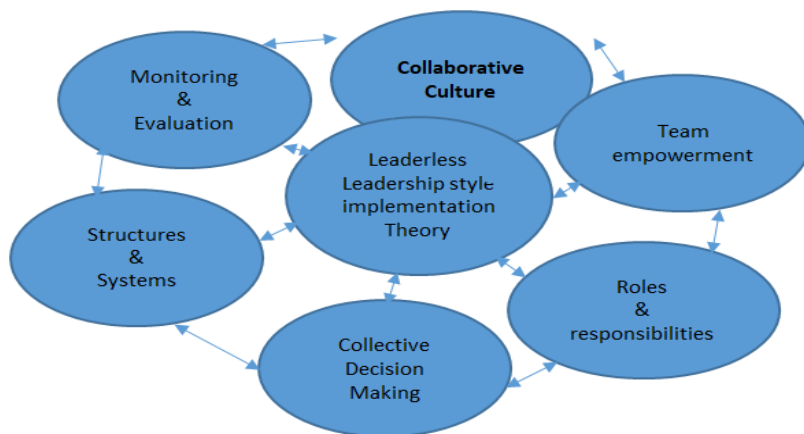 Monitoring
&
Evaluation
Collaborative
Culture
Team
empowerment
Leaderless
Leadership style
implementation
Theory
Structures
&
Systems
Roles
&
responsibilities
Collective
Decision
Making